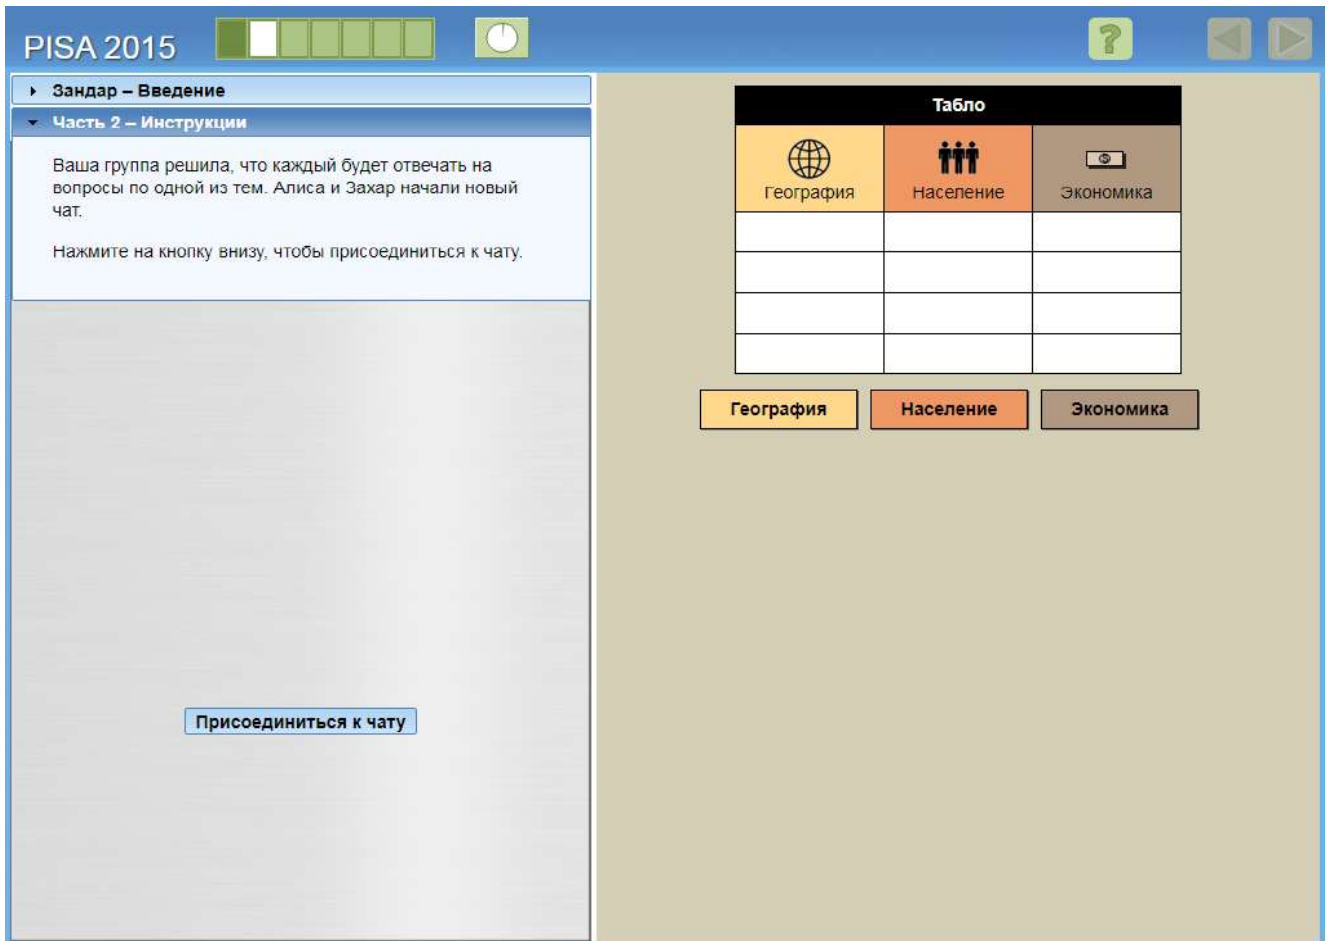 PISA 2015
?
Зандар – Введение
Часть 2 – Инструкции
Ваша группа решила, что каждый будет отвечать на
вопросы по одной из тем. Алиса и Захар начали новый
чат.
Нажмите на кнопку внизу, чтобы присоединиться к чату.
Присоединиться к чату
Табло
География Население Экономика
География Население Экономика